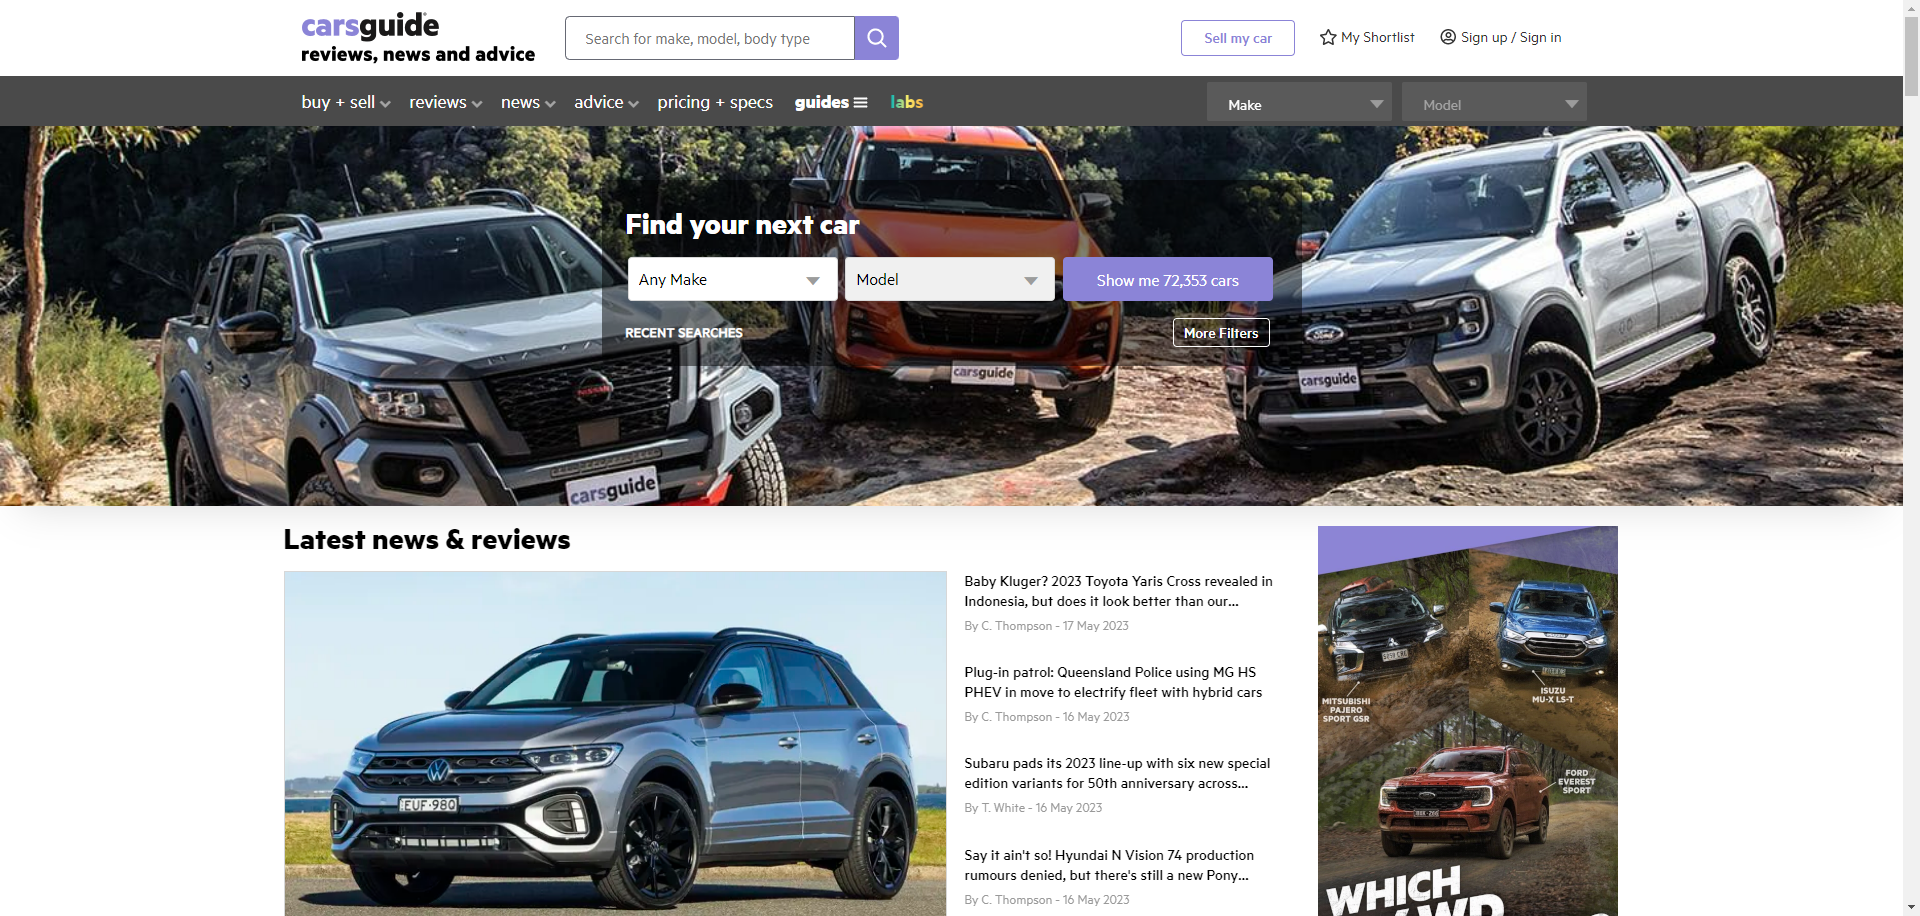 carsguide
reviews, news and advice
Search for make, model, body type
Sell my car
My Shortlist
Sign up / Sign in
buy + sell
reviews
news
advice
pricing + specs
guides
labs
Make
Model
Find your next car
Any Make
Model
Show me 72,353 cars
RECENT SEARCHES
More Filters
NISSAN
carsguide
carsguide
Ford
carsguide
Latest news & reviews
EUF·98Q
Baby Kluger? 2023 Toyota Yaris Cross revealed in
Indonesia, but does it look better than our...
By C. Thompson - 17 May 2023
Plug-in patrol: Queensland Police using MG HS
PHEV in move to electrify fleet with hybrid cars
By C. Thompson - 16 May 2023
Subaru pads its 2023 line-up with six new special
edition variants for 50th anniversary across...
By T. White - 16 May 2023
Say it ain't so! Hyundai N Vision 74 production
rumours denied, but there's still a new Pony...
By C. Thompson - 16 May 2023
MITSUBISHI
PAJERO
SPORT GSR
ISUZU
MU-X LS-T
FORD
EVEREST
SPORT
WHICH